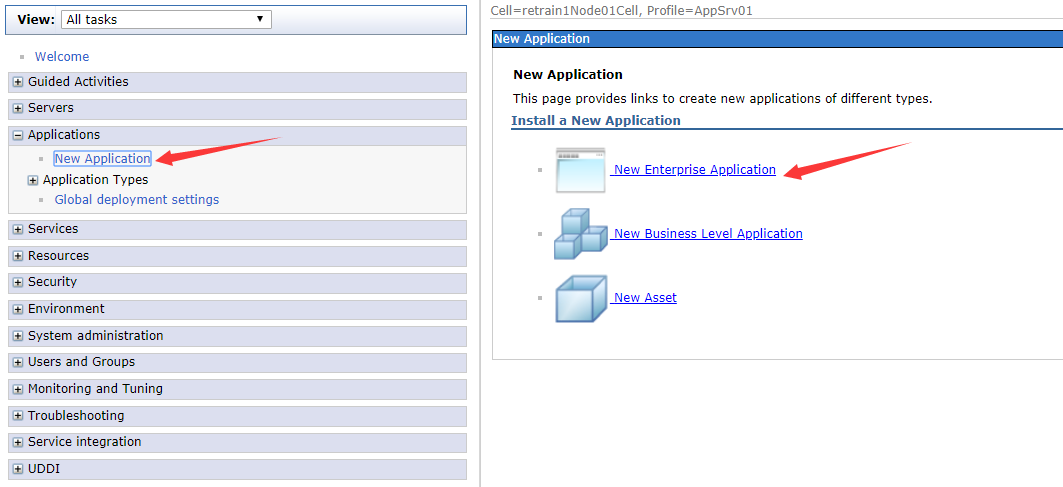 View: All tasks
Welcome
Guided Activities
Servers
Applications
New Application
Application Types
Global deployment settings
Services
Resources
Security
Environment
System administration
Users and Groups
Monitoring and Tuning
Troubleshooting
Service integration
UDDI
Cell=retrain1Node01Cell, Profile=AppSrv01
New Application
New Application
This page provides links to create new applications of different types.
Install a New Application
New Enterprise Application
New Business Level Application
New Asset